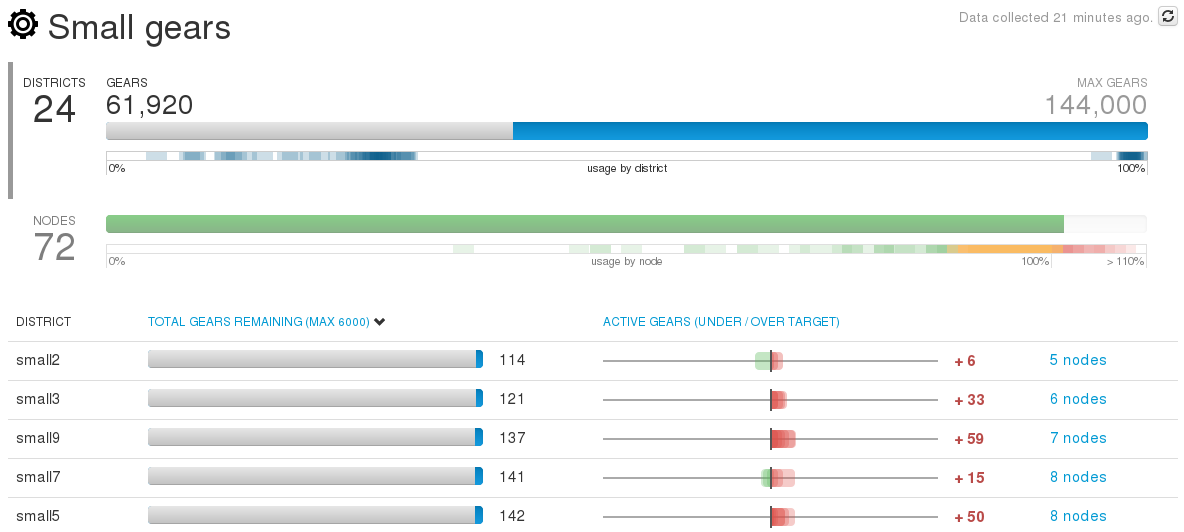 Small gears
Data collected 21 minutes ago.
DISTRICTS
24
GEARS
61,920
MAX GEARS
144,000
0% usage by district 100%
NODES
72
0% usage by node 100% > 110%
DISTRICT TOTAL GEARS REMAINING (MAX 6000) ACTIVE GEARS (UNDER / OVER TARGET)
small2 114 + 6 5 nodes
small3 121 + 33 6 nodes
small9 137 + 59 7 nodes
small7 141 + 15 8 nodes
small5 142 + 50 8 nodes